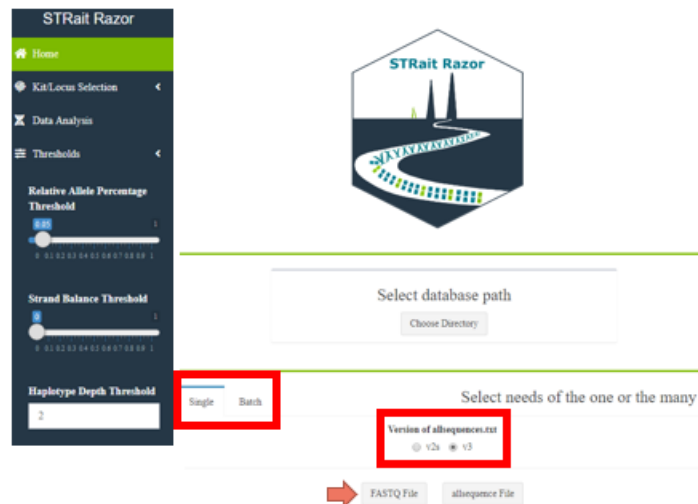 STRait Razor
Home
Kit/Locus Selection
Data Analysis
Thresholds
Relative Allele Percentage
Threshold
0.05 1
0 0.1 0.2 0.3 0.4 0.5 0.6 0.7 0.8 0.9 1
Strand Balance Threshold
0 1
0 0.1 0.2 0.3 0.4 0.5 0.6 0.7 0.8 0.9 1
Haplotype Depth Threshold
2
STRait Razor
Select database path
Choose Directory
Single Batch
Select needs of the one or the many
Version of allsequences.txt
v2s v3
FASTQ File allsequence File